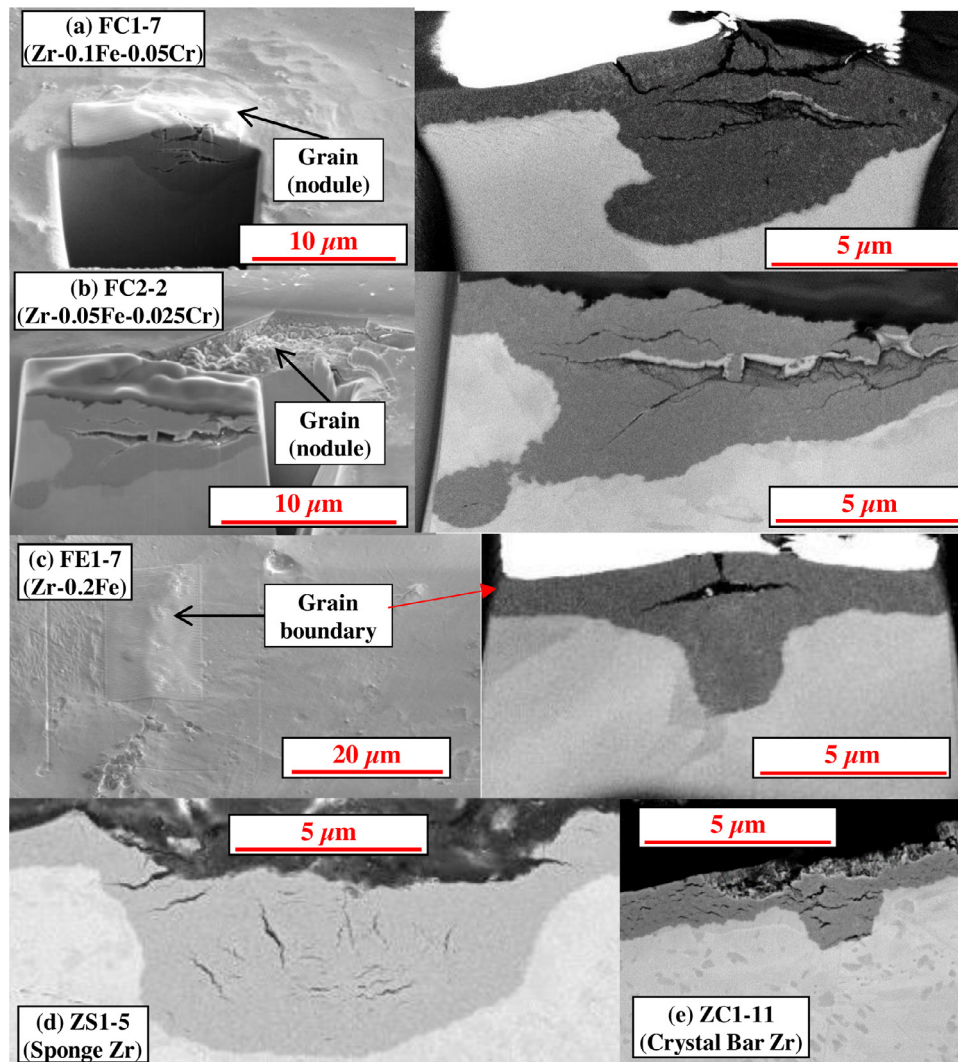 (a) FC1-7
(Zr-0.1Fe-0.05Cr)
Grain
(nodule)
10 µm
5 µm
(b) FC2-2
(Zr-0.05Fe-0.025Cr)
Grain
(nodule)
10 µm
5 µm
(c) FE1-7
(Zr-0.2Fe)
Grain
boundary
20 µm
5 µm
5 µm
(d) ZS1-5
(Sponge Zr)
5 µm
(e) ZC1-11
(Crystal Bar Zr)